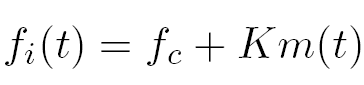 f_i(t) = f_c + Km(t)